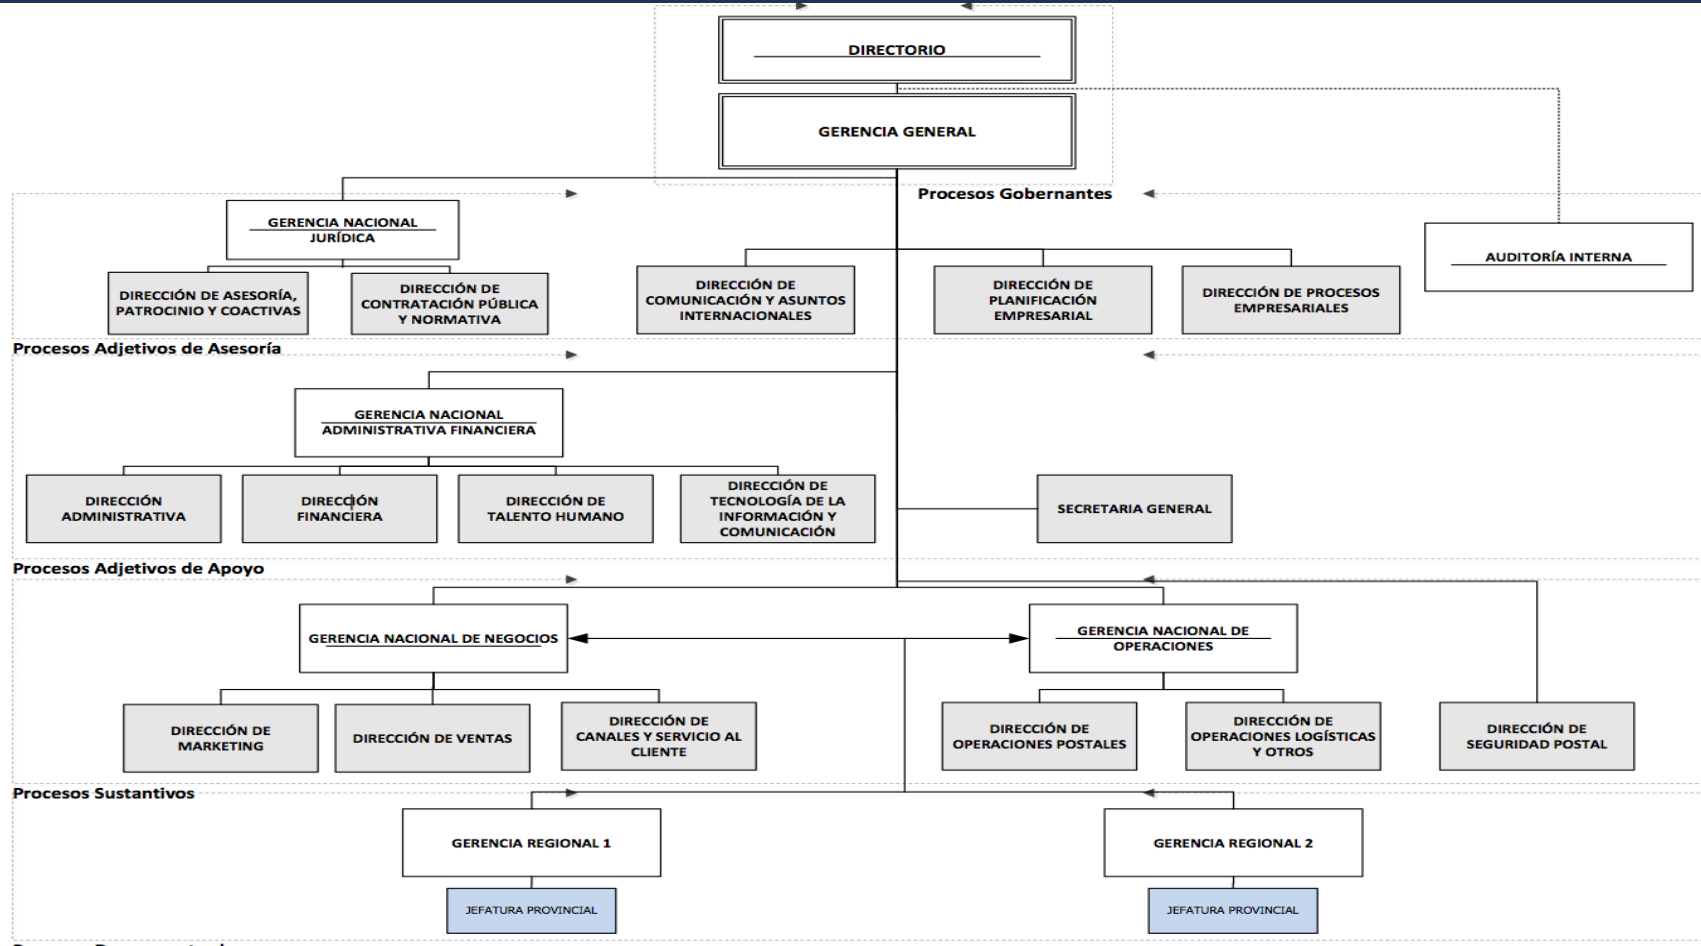 DIRECTORIO
GERENCIA GENERAL
Procesos Gobernantes
GERENCIA NACIONAL
JURÍDICA
AUDITORÍA INTERNA
DIRECCIÓN DE ASESORÍA,
PATROCINIO Y COACTIVAS
DIRECCIÓN DE
CONTRATACIÓN PÚBLICA
Y NORMATIVA
DIRECCIÓN DE
COMUNICACIÓN Y ASUNTOS
INTERNACIONALES
DIRECCIÓN DE
PLANIFICACIÓN
EMPRESARIAL
DIRECCIÓN DE PROCESOS
EMPRESARIALES
Procesos Adjetivos de Asesoría
GERENCIA NACIONAL
ADMINISTRATIVA FINANCIERA
DIRECCIÓN
ADMINISTRATIVA
DIRECCIÓN
FINANCIERA
DIRECCIÓN DE
TALENTO HUMANO
DIRECCIÓN DE
TECNOLOGÍA DE LA
INFORMACIÓN Y
COMUNICACIÓN
SECRETARIA GENERAL
Procesos Adjetivos de Apoyo
GERENCIA NACIONAL DE NEGOCIOS
GERENCIA NACIONAL DE
OPERACIONES
DIRECCIÓN DE
MARKETING
DIRECCIÓN DE VENTAS
DIRECCIÓN DE
CANALES Y SERVICIO AL
CLIENTE
DIRECCIÓN DE
OPERACIONES POSTALES
DIRECCIÓN DE
OPERACIONES LOGÍSTICAS
Y OTROS
DIRECCIÓN DE
SEGURIDAD POSTAL
Procesos Sustantivos
GERENCIA REGIONAL 1
GERENCIA REGIONAL 2
JEFATURA PROVINCIAL
JEFATURA PROVINCIAL